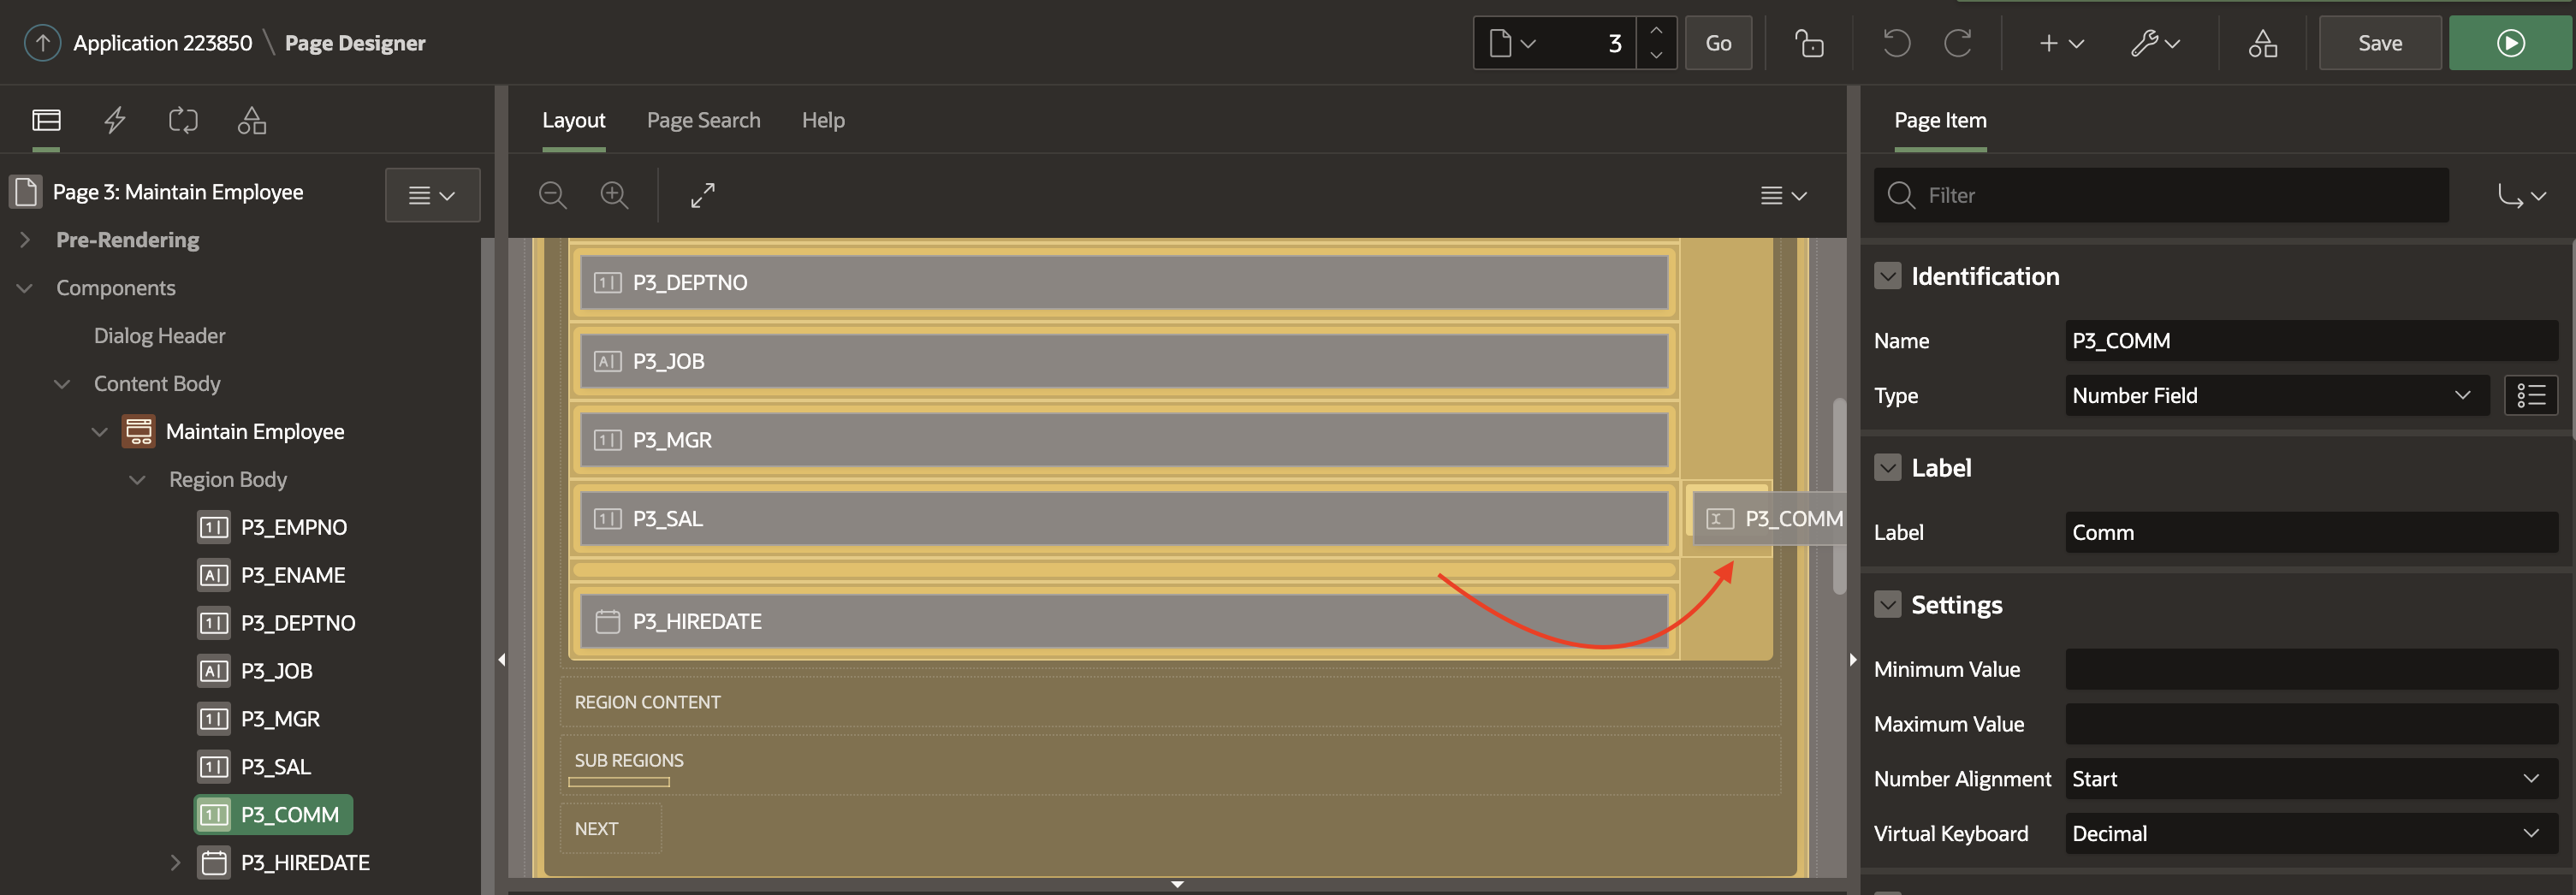 Application 223850 \ Page Designer
3
Go
Save
Layout
Page Search
Help
Page Item
Page 3: Maintain Employee
Pre-Rendering
Components
Dialog Header
Content Body
Maintain Employee
Region Body
P3_EMPNO
P3_ENAME
P3_DEPTNO
P3_JOB
P3_MGR
P3_SAL
P3_COMM
P3_HIREDATE
P3_DEPTNO
P3_JOB
P3_MGR
P3_SAL
P3_COMM
P3_HIREDATE
REGION CONTENT
SUB REGIONS
NEXT
Filter
Identification
Name P3_COMM
Type Number Field
Label
Label Comm
Settings
Minimum Value
Maximum Value
Number Alignment Start
Virtual Keyboard Decimal